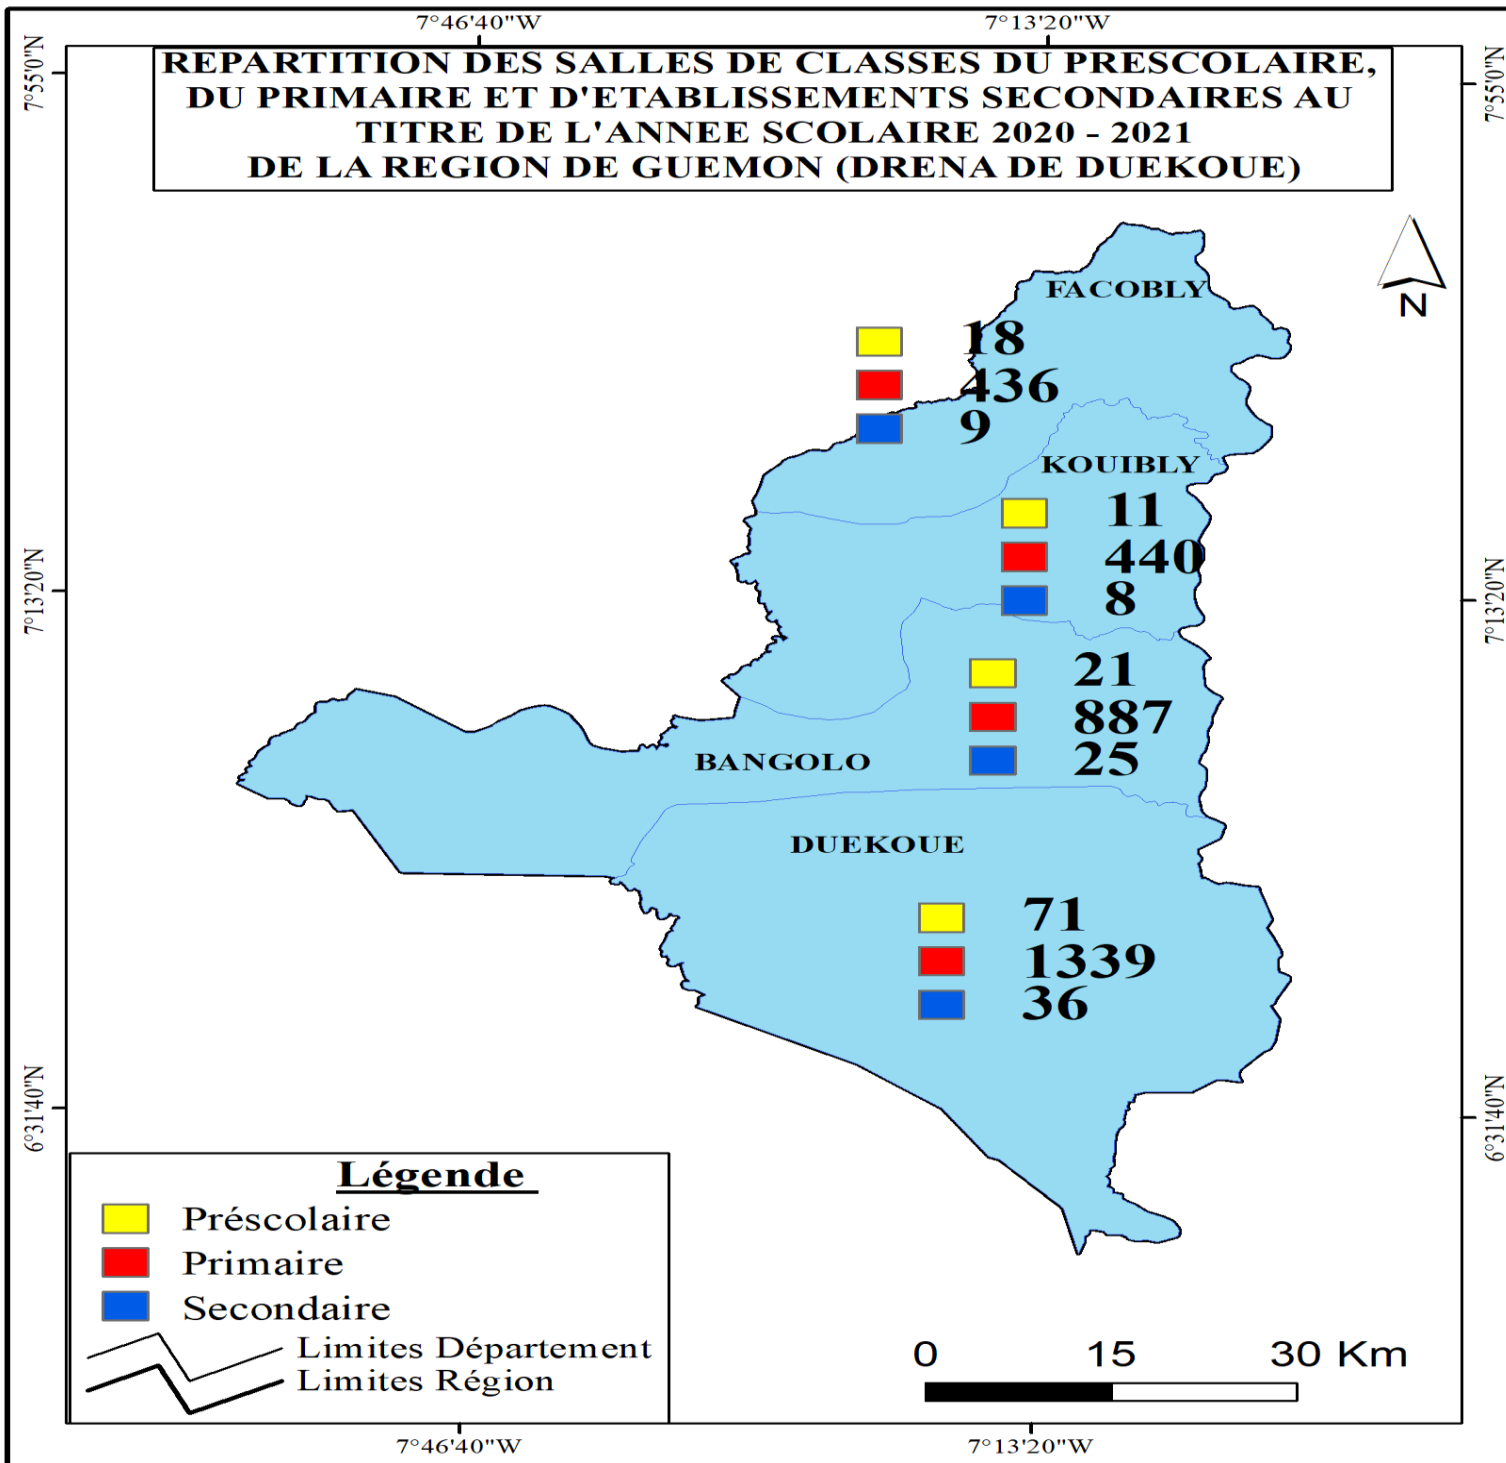 7°46'40"W
7°13'20"W
REPARTITION DES SALLES DE CLASSES DU PRESCOLAIRE,
DU PRIMAIRE ET D'ETABLISSEMENTS SECONDAIRES AU
TITRE DE L'ANNEE SCOLAIRE 2020 - 2021
DE LA REGION DE GUEMON (DRENA DE DUEKOUE)
7°55'0"N
7°55'0"N
N
FACOBLY
18
436
9
KOUIBLY
11
440
8
7°13'20"N
7°13'20"N
21
887
25
BANGOLO
DUEKOUE
71
1339
36
6°31'40"N
6°31'40"N
Légende
Préscolaire
Primaire
Secondaire
Limites Département
Limites Région
0 15 30 Km
7°46'40"W
7°13'20"W